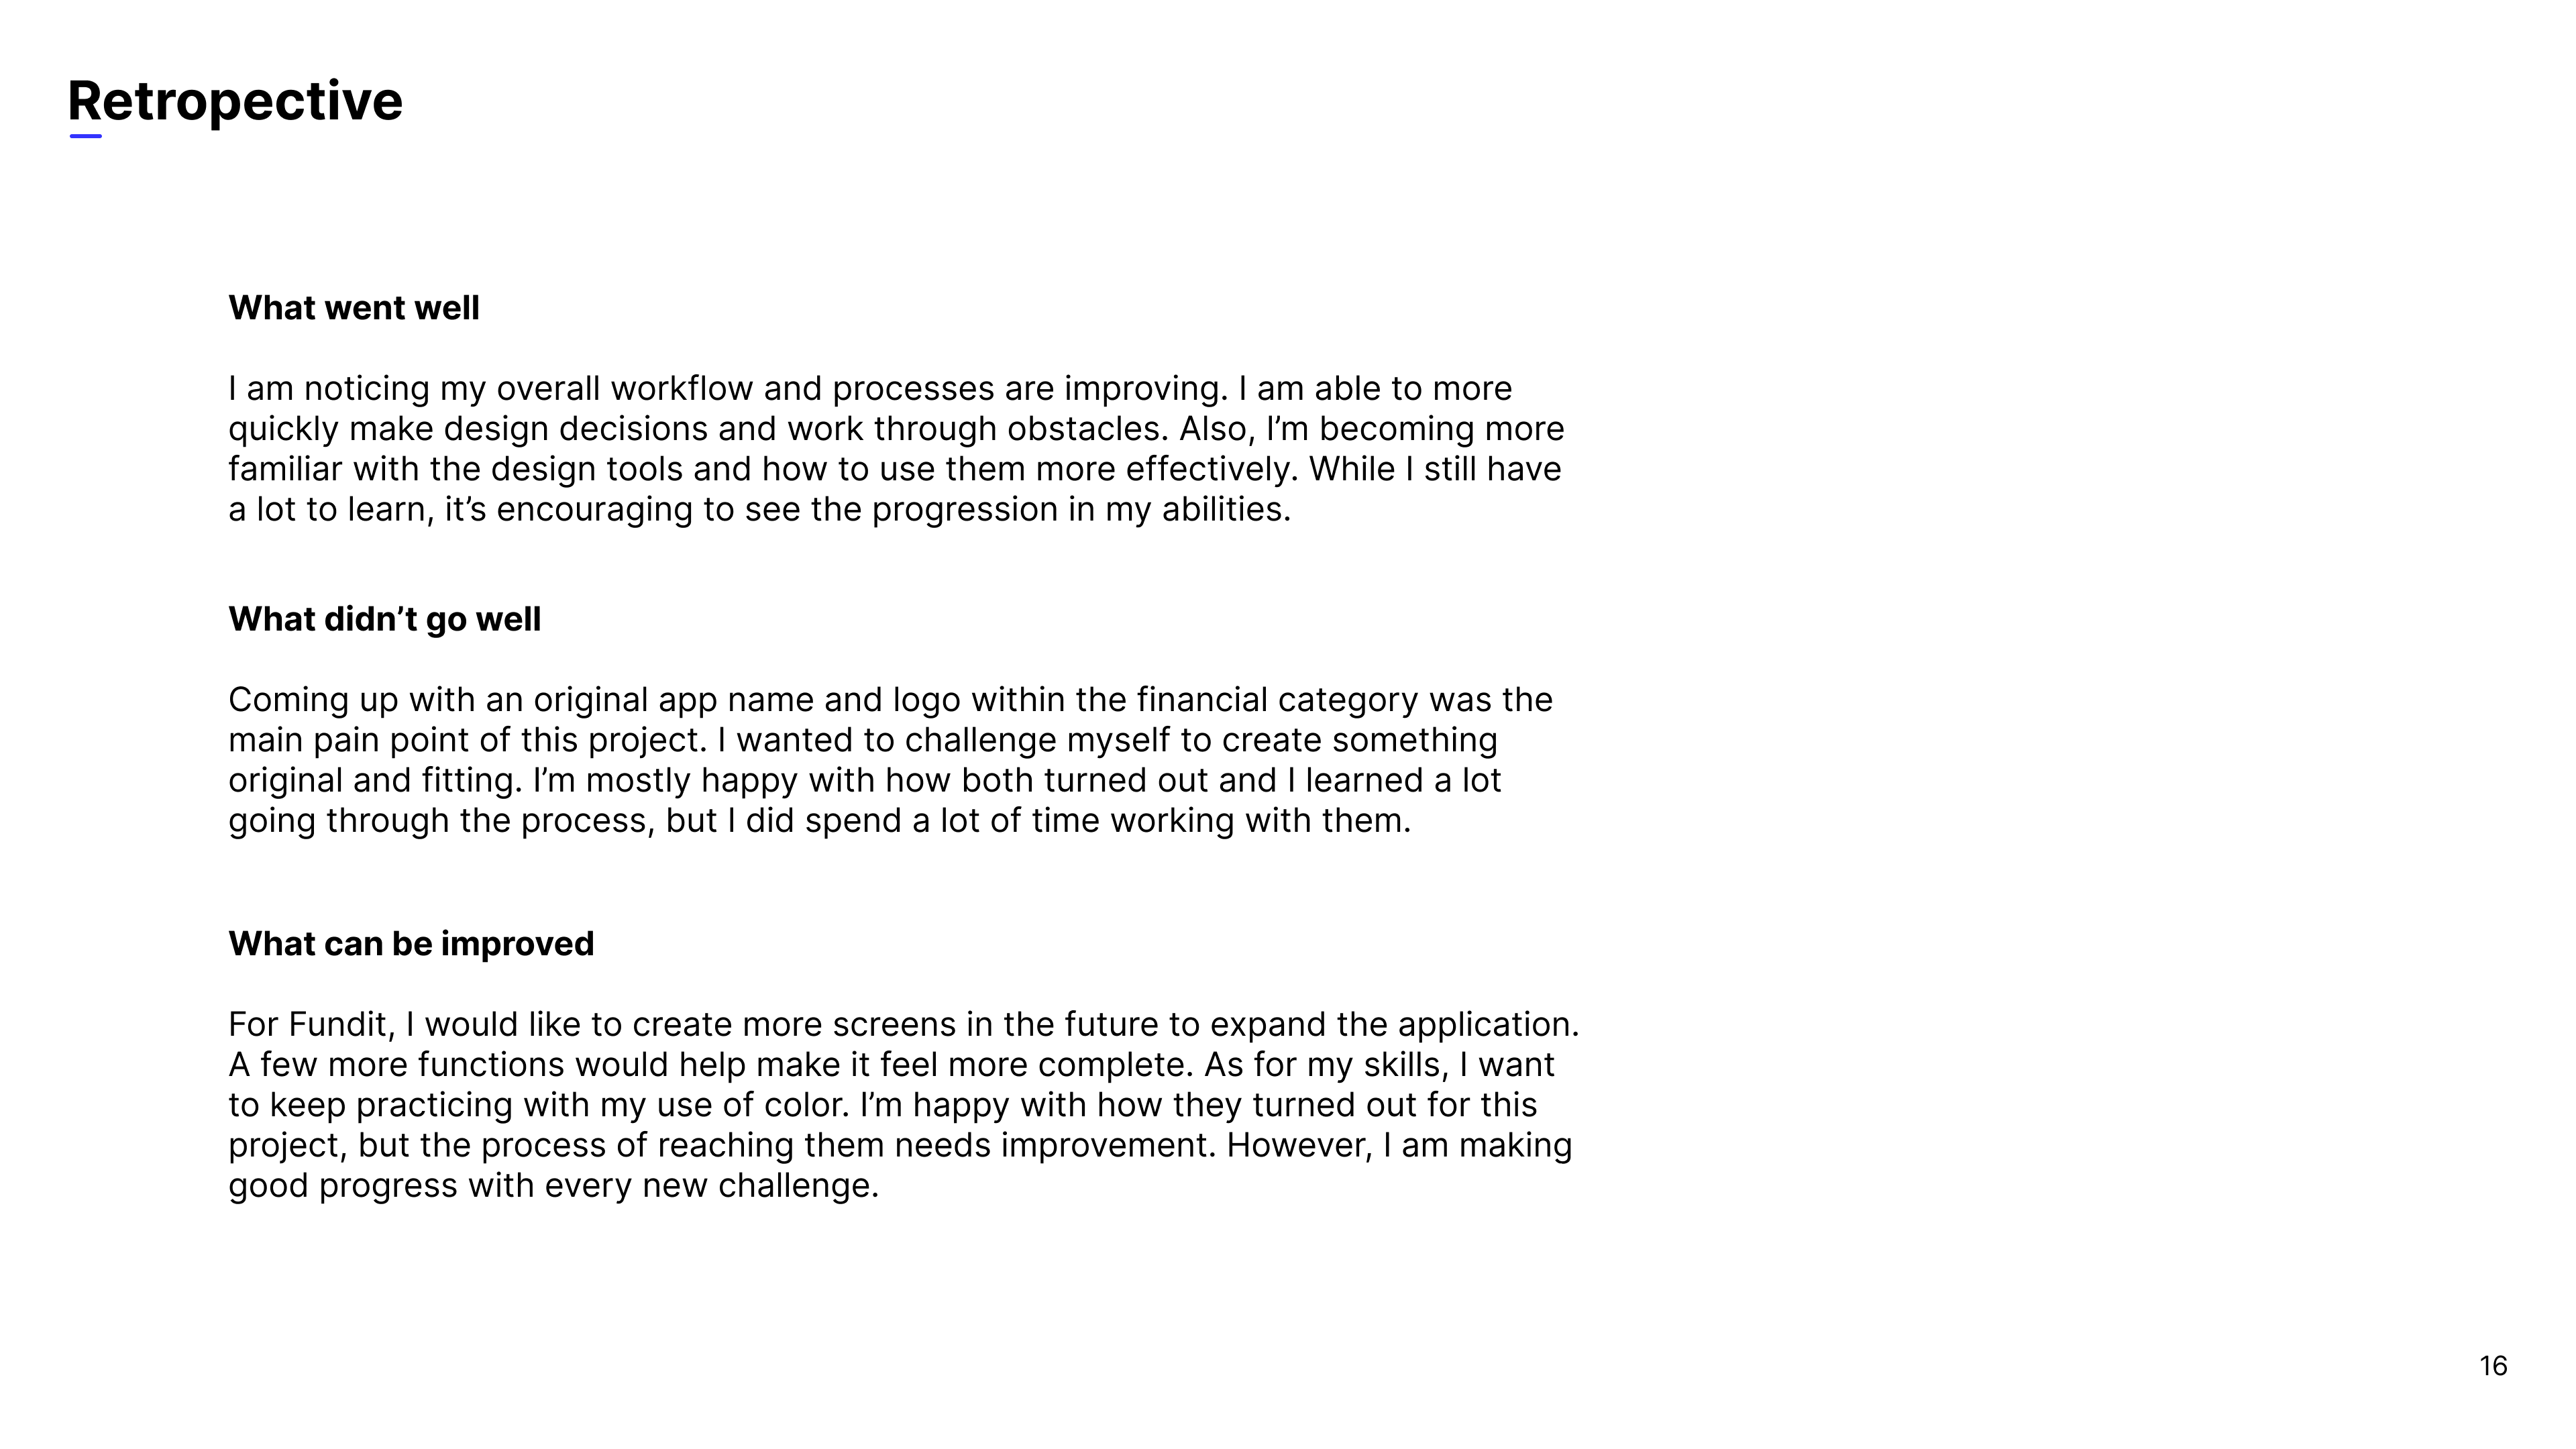 Retropective
What went well
I am noticing my overall workflow and processes are improving. I am able to more
quickly make design decisions and work through obstacles. Also, I’m becoming more
familiar with the design tools and how to use them more effectively. While I still have
a lot to learn, it’s encouraging to see the progression in my abilities.
What didn’t go well
Coming up with an original app name and logo within the financial category was the
main pain point of this project. I wanted to challenge myself to create something
original and fitting. I’m mostly happy with how both turned out and I learned a lot
going through the process, but I did spend a lot of time working with them.
What can be improved
For Fundit, I would like to create more screens in the future to expand the application.
A few more functions would help make it feel more complete. As for my skills, I want
to keep practicing with my use of color. I’m happy with how they turned out for this
project, but the process of reaching them needs improvement. However, I am making
good progress with every new challenge.
16